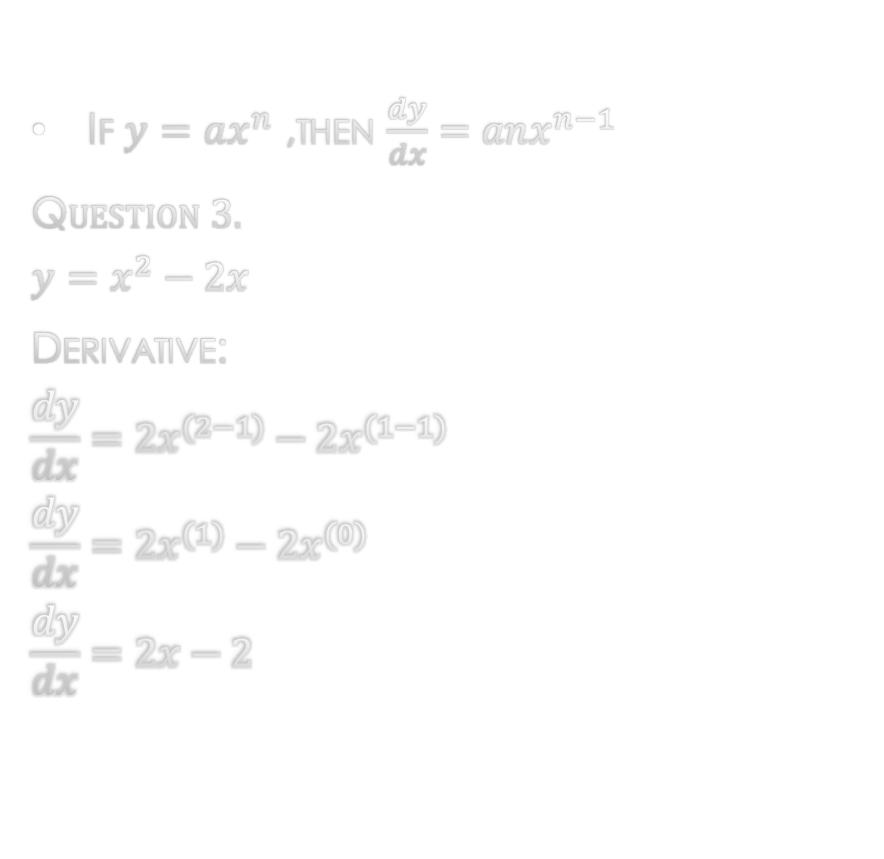 ◦ If y = axⁿ ,then dy/dx = anxⁿ⁻¹
Question 3.
y = x² − 2x
Derivative:
dy/dx = 2x⁽²⁻¹⁾ − 2x⁽¹⁻¹⁾
dy/dx = 2x⁽¹⁾ − 2x⁽⁰⁾
dy/dx = 2x − 2